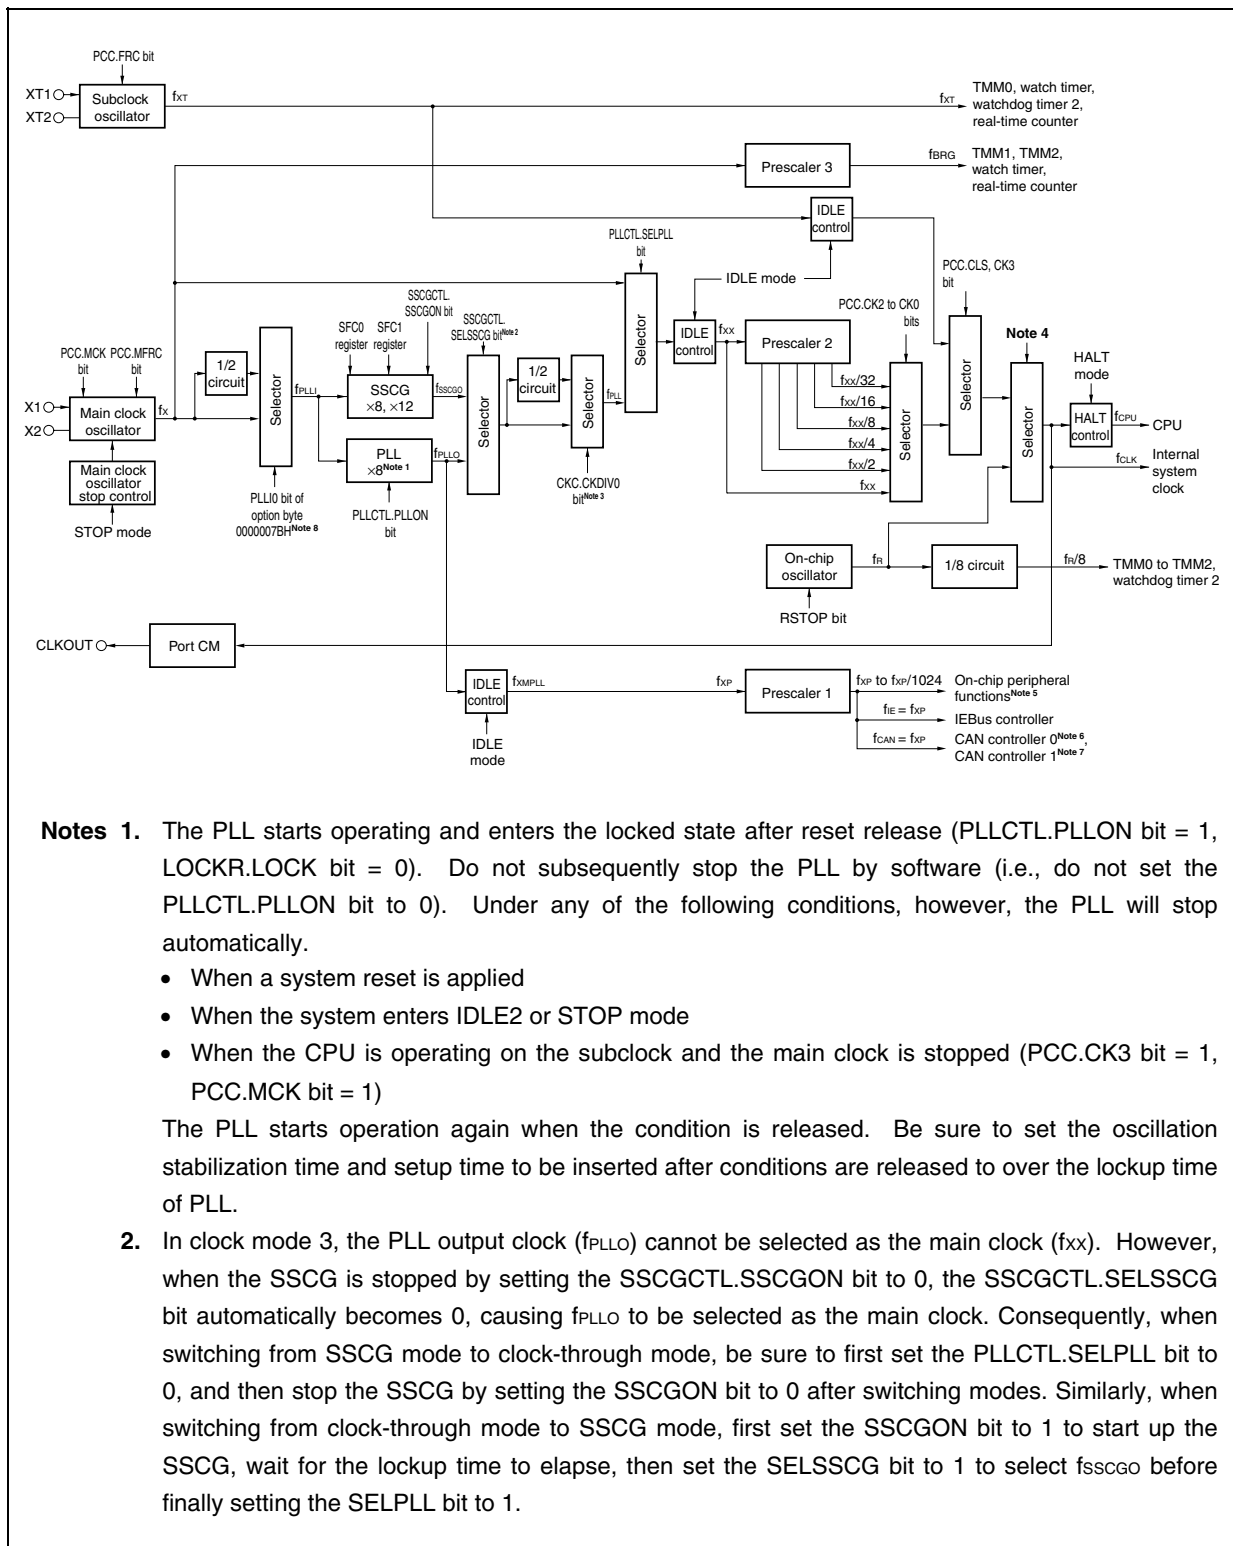 PCC.FRC bit
XT1
XT2
Subclock
oscillator
fXT
fXT
TMM0, watch timer,
watchdog timer 2,
real-time counter
Prescaler 3
fBRG
TMM1, TMM2,
watch timer,
real-time counter
IDLE
control
PLLCTL.SELPLL
bit
IDLE mode
PCC.CLS, CK3
bit
SSCGCTL.
SSCGON bit
SFC0
register
SFC1
register
SSCGCTL.
SELSSCG bitNote 2
PCC.CK2 to CK0
bits
Note 4
HALT
mode
PCC.MCK
bit
PCC.MFRC
bit
X1
X2
Main clock
oscillator
fX
1/2
circuit
Selector
fPLLI
SSCG
×8, ×12
fSSCGO
PLL
×8Note 1
fPLLO
Selector
1/2
circuit
Selector
fPLL
Selector
IDLE
control
fXX
Prescaler 2
fXX/32
fXX/16
fXX/8
fXX/4
fXX/2
fXX
Selector
Selector
Selector
HALT
control
fCPU
CPU
fCLK
Internal
system
clock
Main clock
oscillator
stop control
STOP mode
PLLI0 bit of
option byte
0000007BHNote 8
PLLCTL.PLLON
bit
CKC.CKDIV0
bitNote 3
On-chip
oscillator
fR
1/8 circuit
fR/8
TMM0 to TMM2,
watchdog timer 2
RSTOP bit
CLKOUT
Port CM
IDLE
control
fXMPLL
fXP
Prescaler 1
fXP to fXP/1024
On-chip peripheral
functionsNote 5
fIE = fXP
IEBus controller
fCAN = fXP
CAN controller 0Note 6,
CAN controller 1Note 7
IDLE
mode
Notes 1. The PLL starts operating and enters the locked state after reset release (PLLCTL.PLLON bit = 1,
LOCKR.LOCK bit = 0). Do not subsequently stop the PLL by software (i.e., do not set the
PLLCTL.PLLON bit to 0). Under any of the following conditions, however, the PLL will stop
automatically.
• When a system reset is applied
• When the system enters IDLE2 or STOP mode
• When the CPU is operating on the subclock and the main clock is stopped (PCC.CK3 bit = 1,
PCC.MCK bit = 1)
The PLL starts operation again when the condition is released. Be sure to set the oscillation
stabilization time and setup time to be inserted after conditions are released to over the lockup time
of PLL.
2. In clock mode 3, the PLL output clock (fPLLO) cannot be selected as the main clock (fXX). However,
when the SSCG is stopped by setting the SSCGCTL.SSCGON bit to 0, the SSCGCTL.SELSSCG
bit automatically becomes 0, causing fPLLO to be selected as the main clock. Consequently, when
switching from SSCG mode to clock-through mode, be sure to first set the PLLCTL.SELPLL bit to
0, and then stop the SSCG by setting the SSCGON bit to 0 after switching modes. Similarly, when
switching from clock-through mode to SSCG mode, first set the SSCGON bit to 1 to start up the
SSCG, wait for the lockup time to elapse, then set the SELSSCG bit to 1 to select fSSCGO before
finally setting the SELPLL bit to 1.